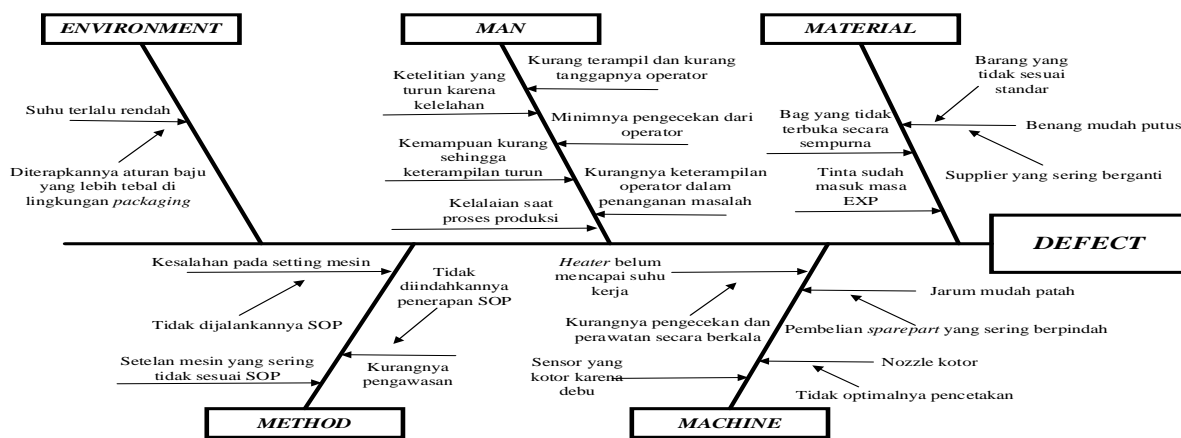 ENVIRONMENT
MAN
MATERIAL
Suhu terlalu rendah
Diterapkannya aturan baju
yang lebih tebal di
lingkungan packaging
Ketelitian yang
turun karena
kelelahan
Kurang terampil dan kurang
tanggapnya operator
Minimnya pengecekan dari
operator
Kemampuan kurang
sehingga
keterampilan turun
Kurangnya keterampilan
operator dalam
penanganan masalah
Kelalaian saat
proses produksi
Barang yang
tidak sesuai
standar
Bag yang tidak
terbuka secara
sempurna
Benang mudah putus
Supplier yang sering berganti
Tinta sudah
masuk masa
EXP
DEFECT
Kesalahan pada setting mesin
Tidak dijalankannya SOP
Tidak
diindahkannya
penerapan SOP
Setelan mesin yang sering
tidak sesuai SOP
Kurangnya
pengawasan
Heater belum
mencapai suhu
kerja
Kurangnya pengecekan dan
perawatan secara berkala
Jarum mudah patah
Pembelian sparepart yang sering berpindah
Sensor yang
kotor karena
debu
Nozzle kotor
Tidak optimalnya pencetakan
METHOD
MACHINE